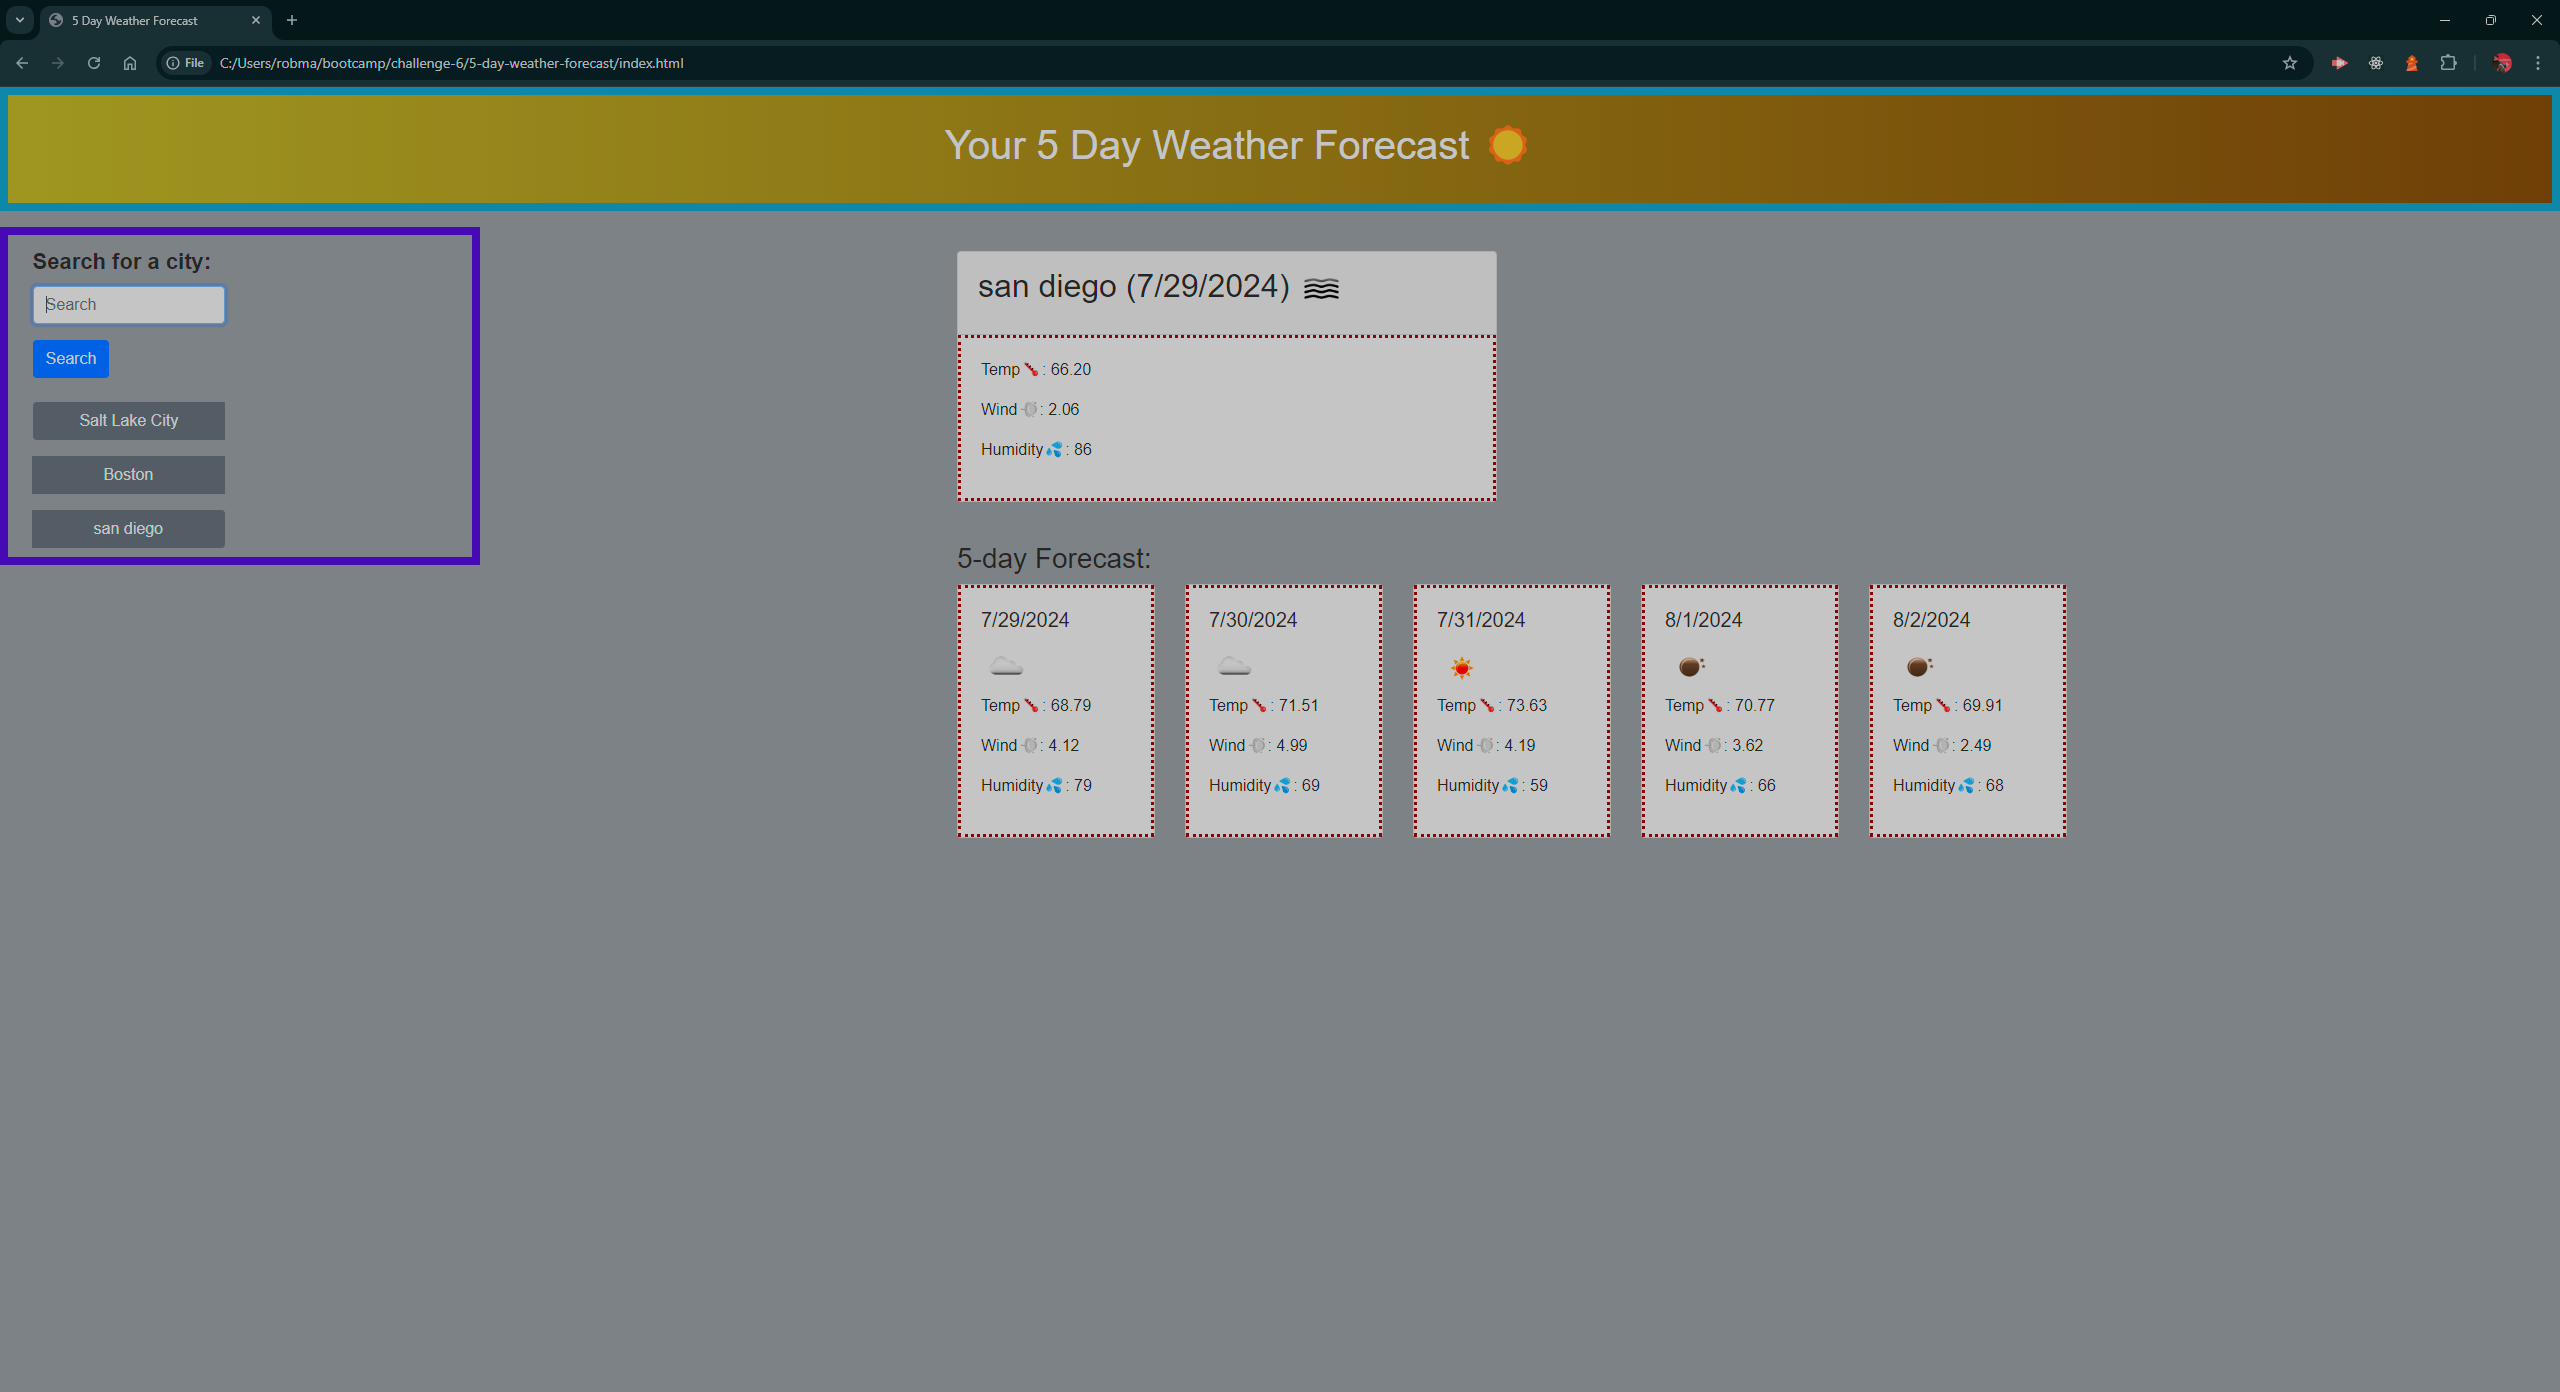 5 Day Weather Forecast
File C:/Users/robma/bootcamp/challenge-6/5-day-weather-forecast/index.html
Your 5 Day Weather Forecast
Search for a city:
Search
Search
Salt Lake City
Boston
san diego
san diego (7/29/2024)
Temp : 66.20
Wind : 2.06
Humidity : 86
5-day Forecast:
7/29/2024
Temp : 68.79
Wind : 4.12
Humidity : 79
7/30/2024
Temp : 71.51
Wind : 4.99
Humidity : 69
7/31/2024
Temp : 73.63
Wind : 4.19
Humidity : 59
8/1/2024
Temp : 70.77
Wind : 3.62
Humidity : 66
8/2/2024
Temp : 69.91
Wind : 2.49
Humidity : 68